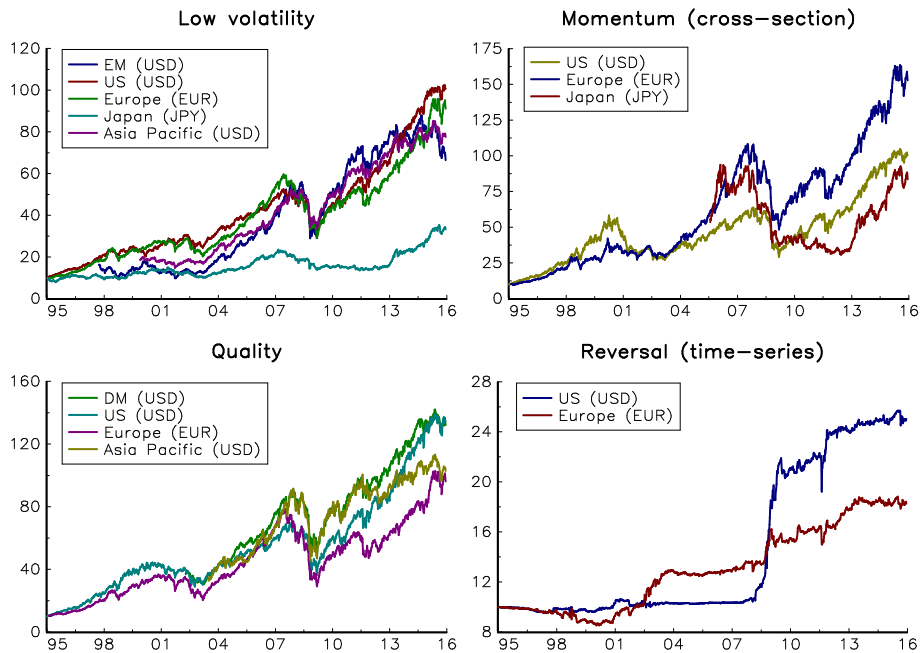 Low volatility
120
100
80
60
40
20
0
EM (USD)
US (USD)
Europe (EUR)
Japan (JPY)
Asia Pacific (USD)
95 98 01 04 07 10 13 16
Momentum (cross-section)
175
150
125
100
75
50
25
0
US (USD)
Europe (EUR)
Japan (JPY)
95 98 01 04 07 10 13 16
Quality
160
120
80
40
0
DM (USD)
US (USD)
Europe (EUR)
Asia Pacific (USD)
95 98 01 04 07 10 13 16
Reversal (time-series)
28
24
20
16
12
8
US (USD)
Europe (EUR)
95 98 01 04 07 10 13 16